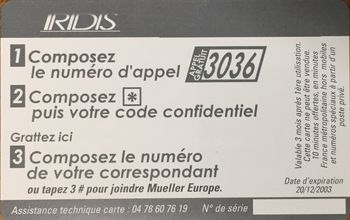 IRIDIS
1 Composez
le numéro d'appel
APPEL
GRATUIT
3036
2 Composez *
puis votre code confidentiel
Grattez ici
3 Composez le numéro
de votre correspondant
ou tapez 3 # pour joindre Mueller Europe.
Assistance technique carte : 04 78 60 76 19 N° de série
Valable 3 mois après 1ère utilisation.
Cette carte ne peut être vendue.
10 minutes offertes, en minutes
France métropolitaine hors mobiles
et numéros spéciaux à partir d'un
poste privé.
Date d'expiration
20/12/2003